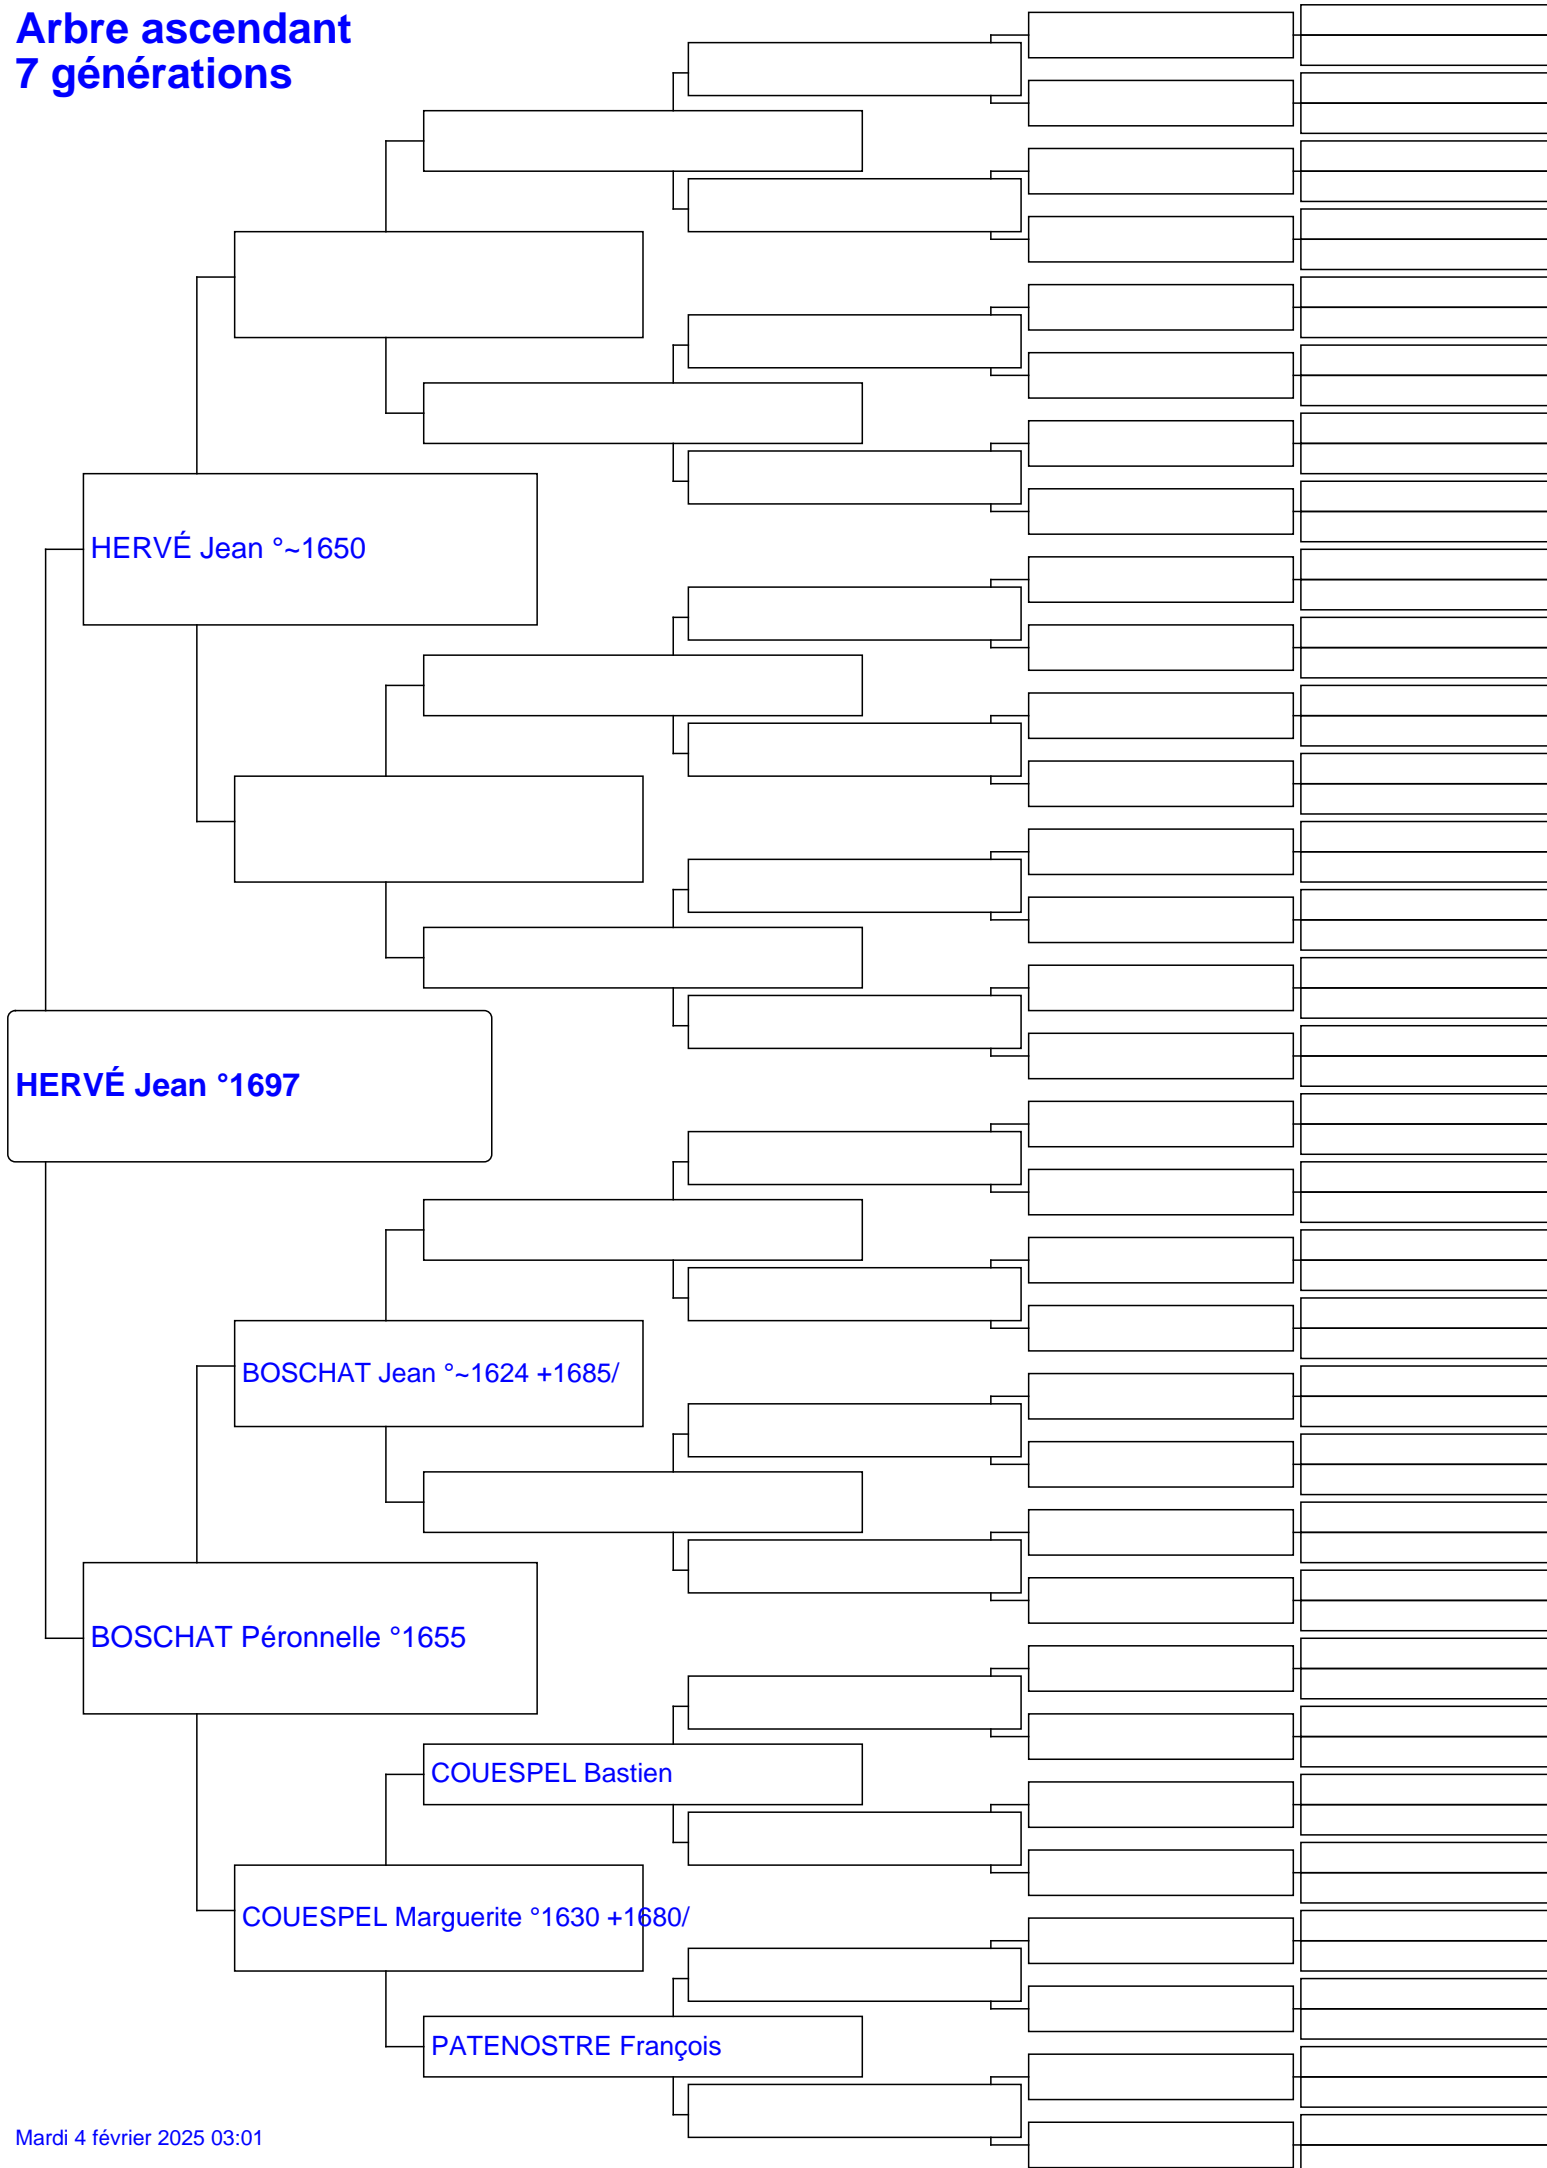 Arbre ascendant
7 générations
HERVÉ Jean °~1650
HERVÉ Jean °1697
BOSCHAT Jean °~1624 +1685/
BOSCHAT Péronnelle °1655
COUESPEL Bastien
COUESPEL Marguerite °1630 +1680/
PATENOSTRE François
Mardi 4 février 2025 03:01